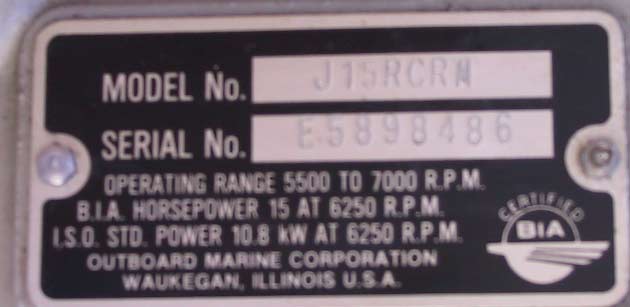 MODEL No. J15RCRN
SERIAL No. E5898486
OPERATING RANGE 5500 TO 7000 R.P.M.
B.I.A. HORSEPOWER 15 AT 6250 R.P.M.
I.S.O. STD. POWER 10.8 kW AT 6250 R.P.M.
OUTBOARD MARINE CORPORATION
WAUKEGAN, ILLINOIS U.S.A.
CERTIFIED
BIA